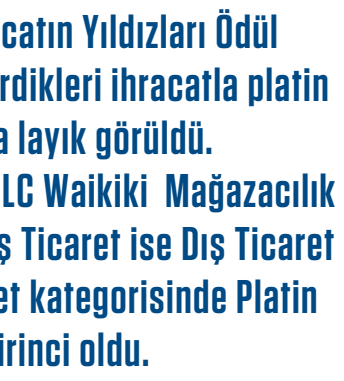 catın Yıldızları Ödül
rdikleri ihracatla platin
a layık görüldü.
LC Waikiki Mağazacılık
ş Ticaret ise Dış Ticaret
et kategorisinde Platin
irinci oldu.